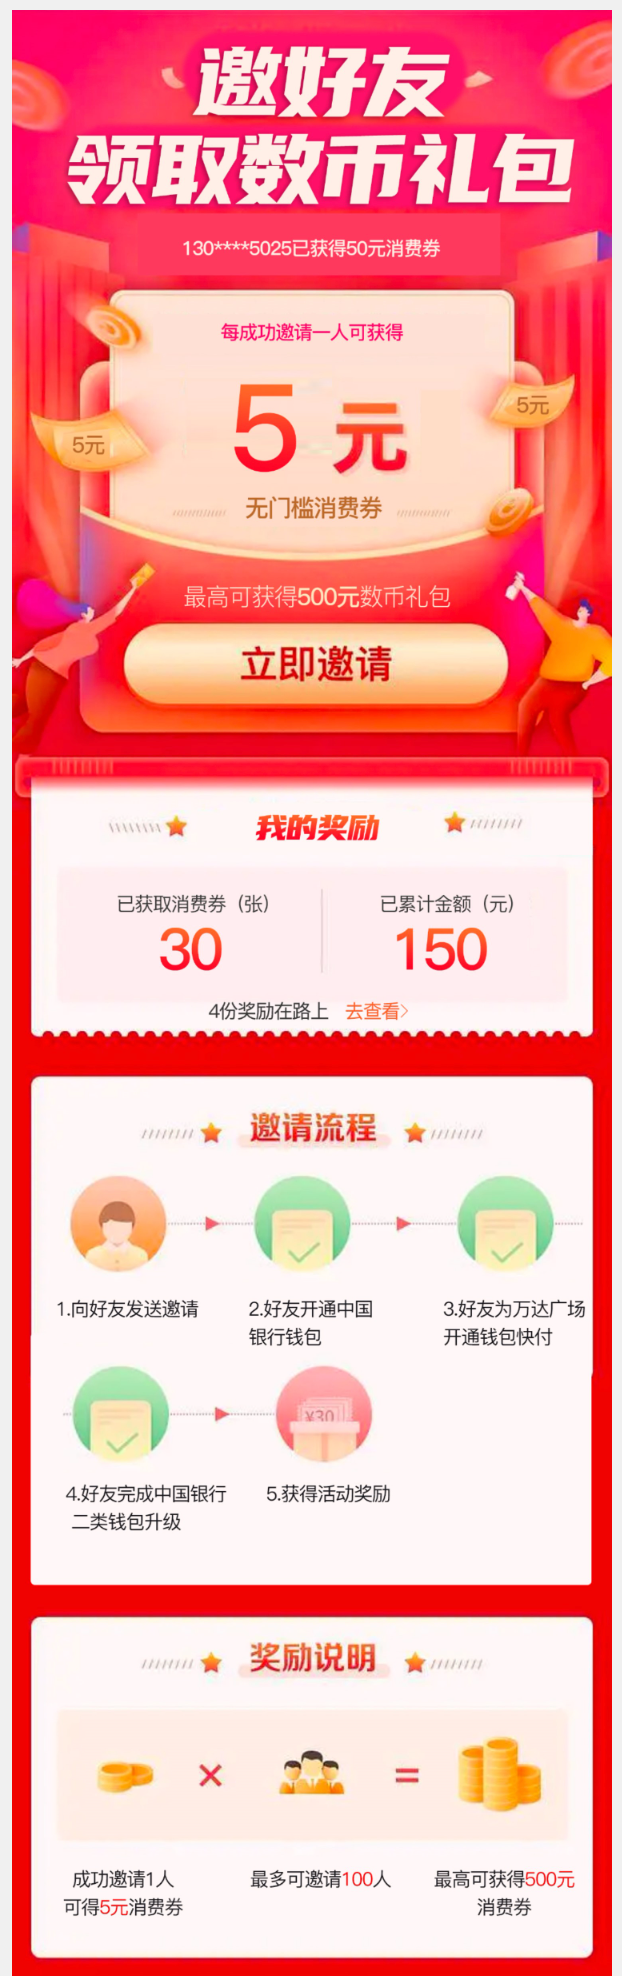 邀好友
领取数币礼包
130****5025已获得50元消费券
每成功邀请一人可获得
5元
5元
5元
无门槛消费券
最高可获得500元数币礼包
立即邀请
我的奖励
已获取消费券（张）
已累计金额（元）
30
150
4份奖励在路上 去查看>
邀请流程
1.向好友发送邀请
2.好友开通中国
银行钱包
3.好友为万达广场
开通钱包快付
¥30
4.好友完成中国银行
二类钱包升级
5.获得活动奖励
奖励说明
×
=
成功邀请1人
可得5元消费券
最多可邀请100人
最高可获得500元
消费券